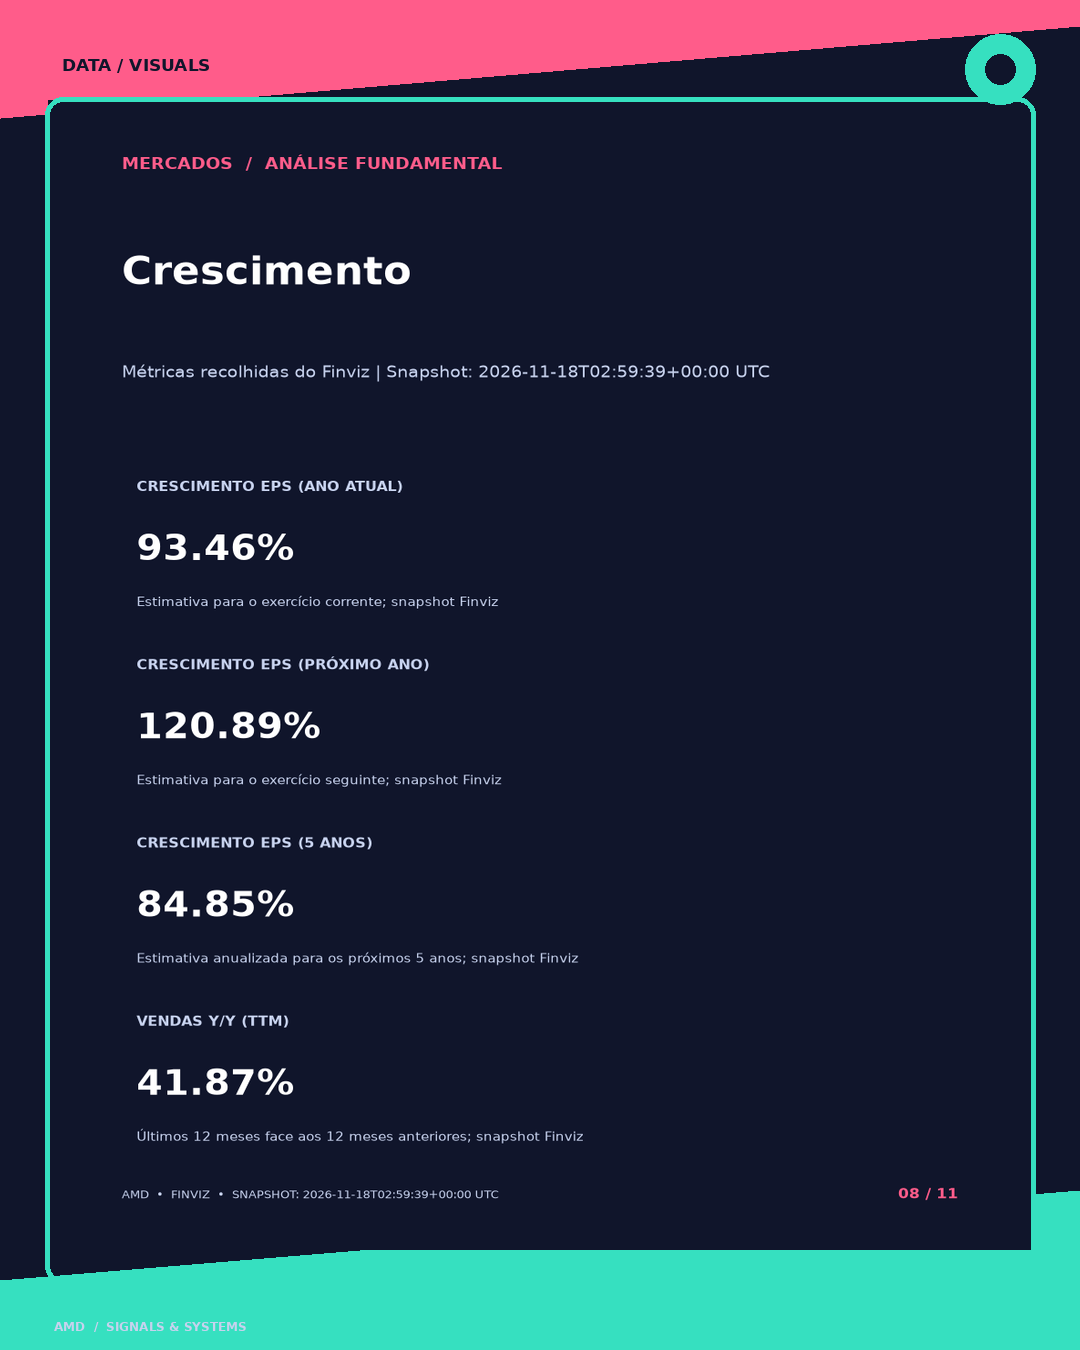 DATA / VISUALS
MERCADOS / ANÁLISE FUNDAMENTAL
Crescimento
Métricas recolhidas do Finviz | Snapshot: 2026-11-18T02:59:39+00:00 UTC
CRESCIMENTO EPS (ANO ATUAL)
93.46%
Estimativa para o exercício corrente; snapshot Finviz
CRESCIMENTO EPS (PRÓXIMO ANO)
120.89%
Estimativa para o exercício seguinte; snapshot Finviz
CRESCIMENTO EPS (5 ANOS)
84.85%
Estimativa anualizada para os próximos 5 anos; snapshot Finviz
VENDAS Y/Y (TTM)
41.87%
Últimos 12 meses face aos 12 meses anteriores; snapshot Finviz
AMD • FINVIZ • SNAPSHOT: 2026-11-18T02:59:39+00:00 UTC
08 / 11
AMD / SIGNALS & SYSTEMS